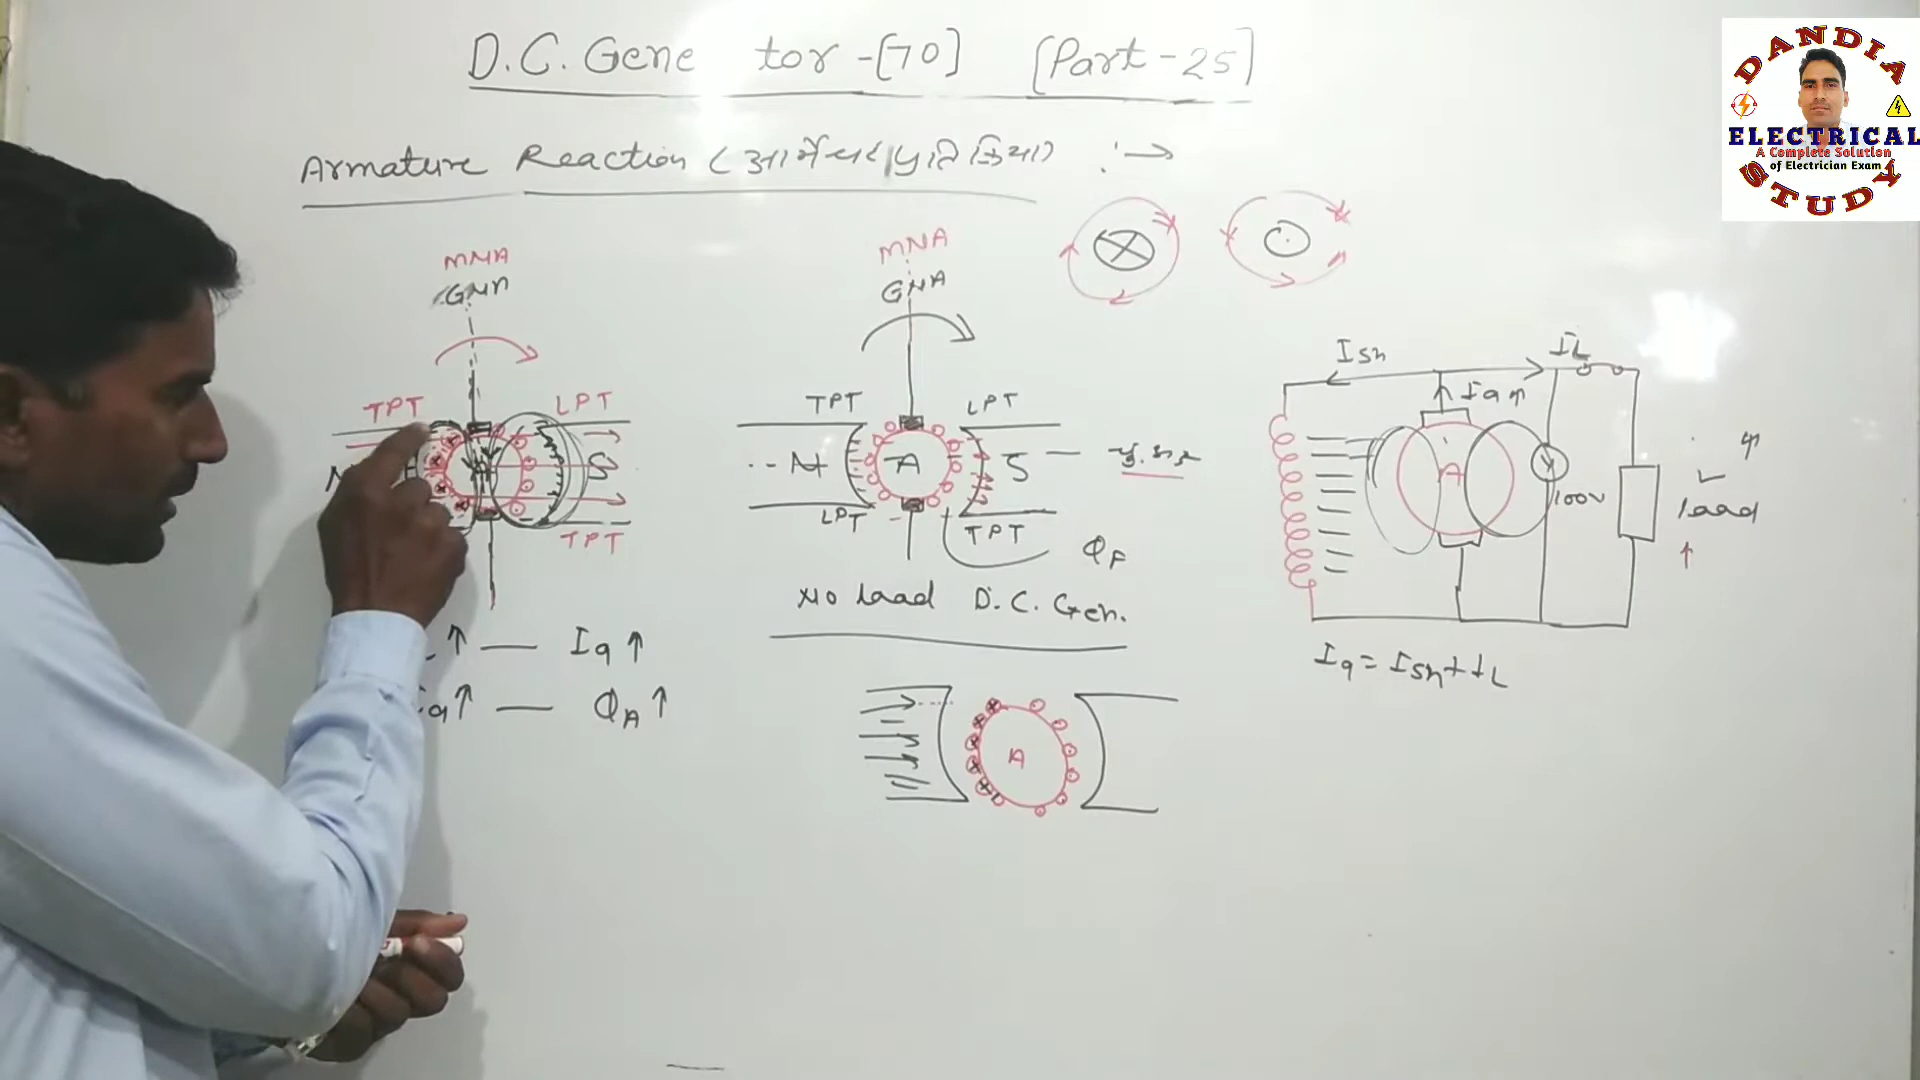 D.C. Gene tor -[70] [Part - 25]
Armature Reaction (आर्मेचर प्रतिक्रिया) :→
DANDIA
ELECTRICAL
A Complete Solution
of Electrician Exam
STUDY
MNA
GNA
TPT
LPT
N
S
TPT
↑ — Ia ↑
Ia↑ — ΦA ↑
MNA
GNA
TPT
LPT
N
A
S
LPT
TPT
ΦF
No load D.C. Gen.
A
Ish
IL
Ia ↑
A
V
100V
load
Ia = Ish + IL